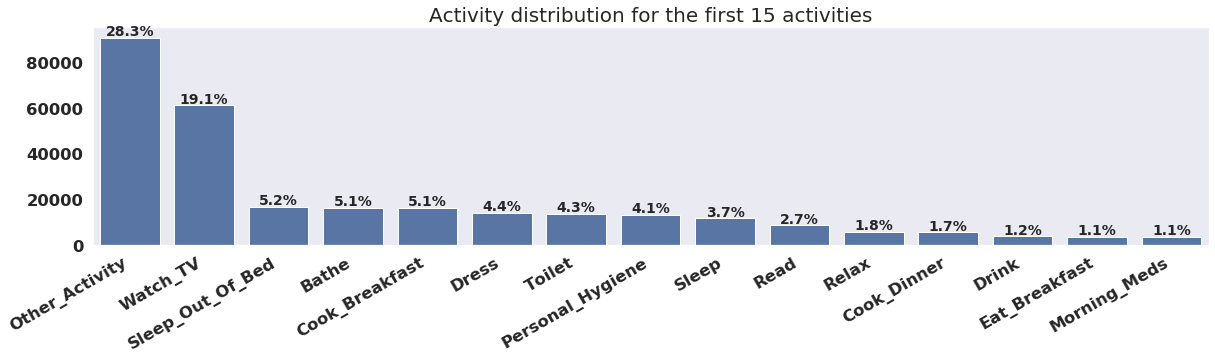 Activity distribution for the first 15 activities
28.3%
80000
60000
19.1%
40000
20000
5.2% 5.1% 5.1% 4.4% 4.3% 4.1% 3.7% 2.7% 1.8% 1.7% 1.2% 1.1% 1.1%
0
Other_Activity
Watch_TV
Sleep_Out_Of_Bed
Bathe
Cook_Breakfast
Dress
Toilet
Personal_Hygiene
Sleep
Read
Relax
Cook_Dinner
Drink
Eat_Breakfast
Morning_Meds